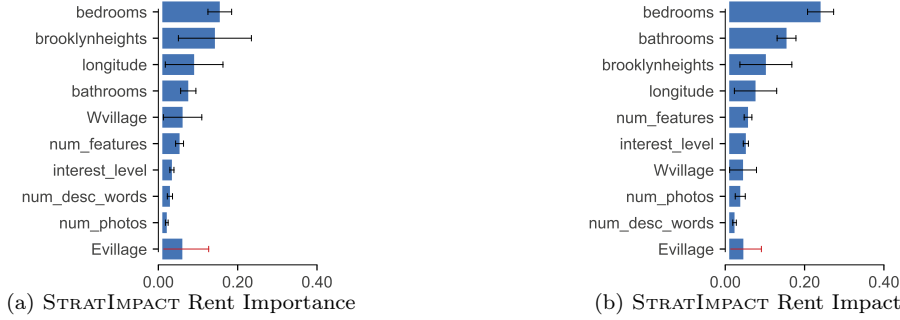 bedrooms
brooklynheights
longitude
bathrooms
Wvillage
num_features
interest_level
num_desc_words
num_photos
Evillage
0.00 0.20 0.40
(a) STRATIMPACT Rent Importance
bedrooms
bathrooms
brooklynheights
longitude
num_features
interest_level
Wvillage
num_photos
num_desc_words
Evillage
0.00 0.20 0.40
(b) STRATIMPACT Rent Impact